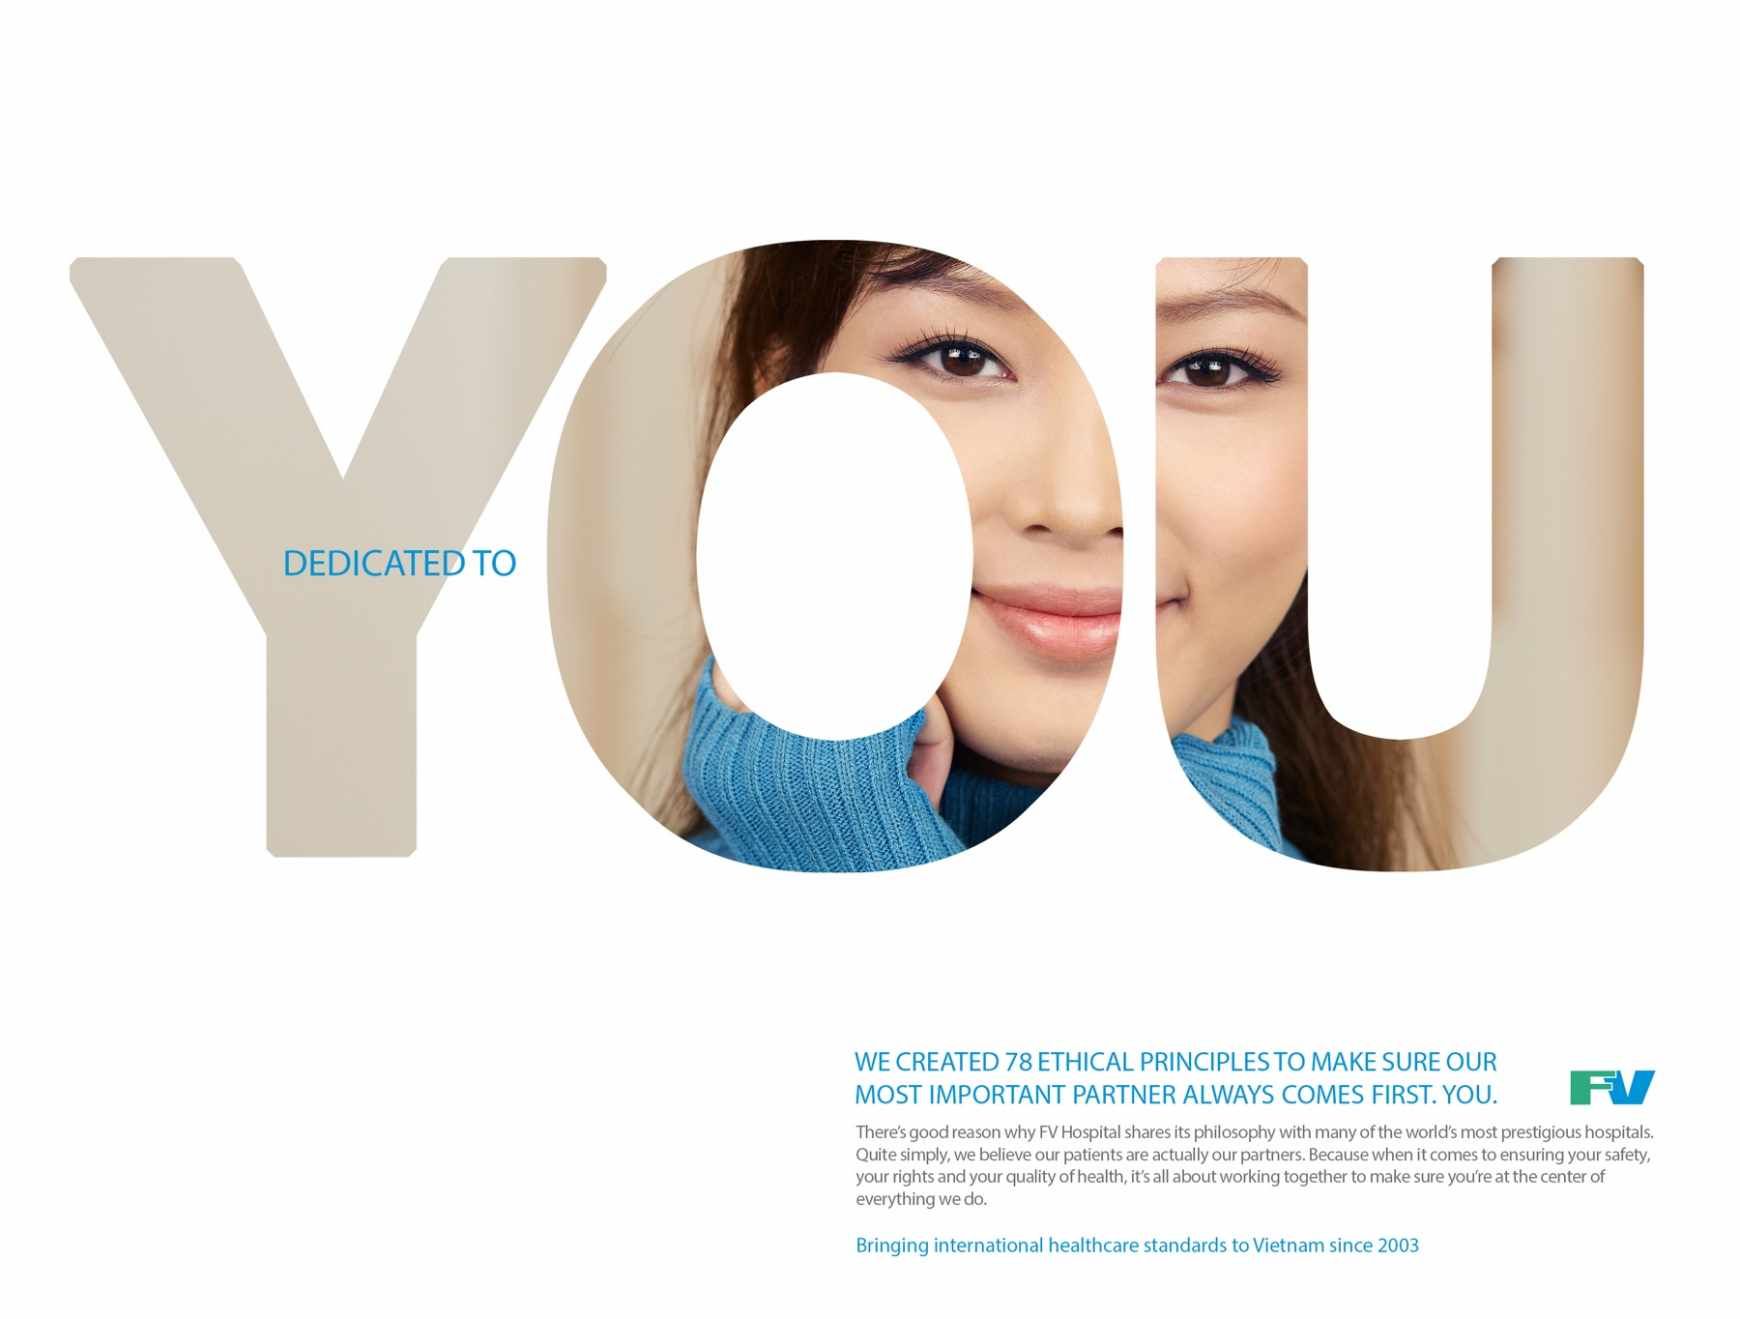 DEDICATED TO
YOU
WE CREATED 78 ETHICAL PRINCIPLES TO MAKE SURE OUR
MOST IMPORTANT PARTNER ALWAYS COMES FIRST. YOU.
FV
There's good reason why FV Hospital shares its philosophy with many of the world's most prestigious hospitals.
Quite simply, we believe our patients are actually our partners. Because when it comes to ensuring your safety,
your rights and your quality of health, it's all about working together to make sure you're at the center of
everything we do.
Bringing international healthcare standards to Vietnam since 2003